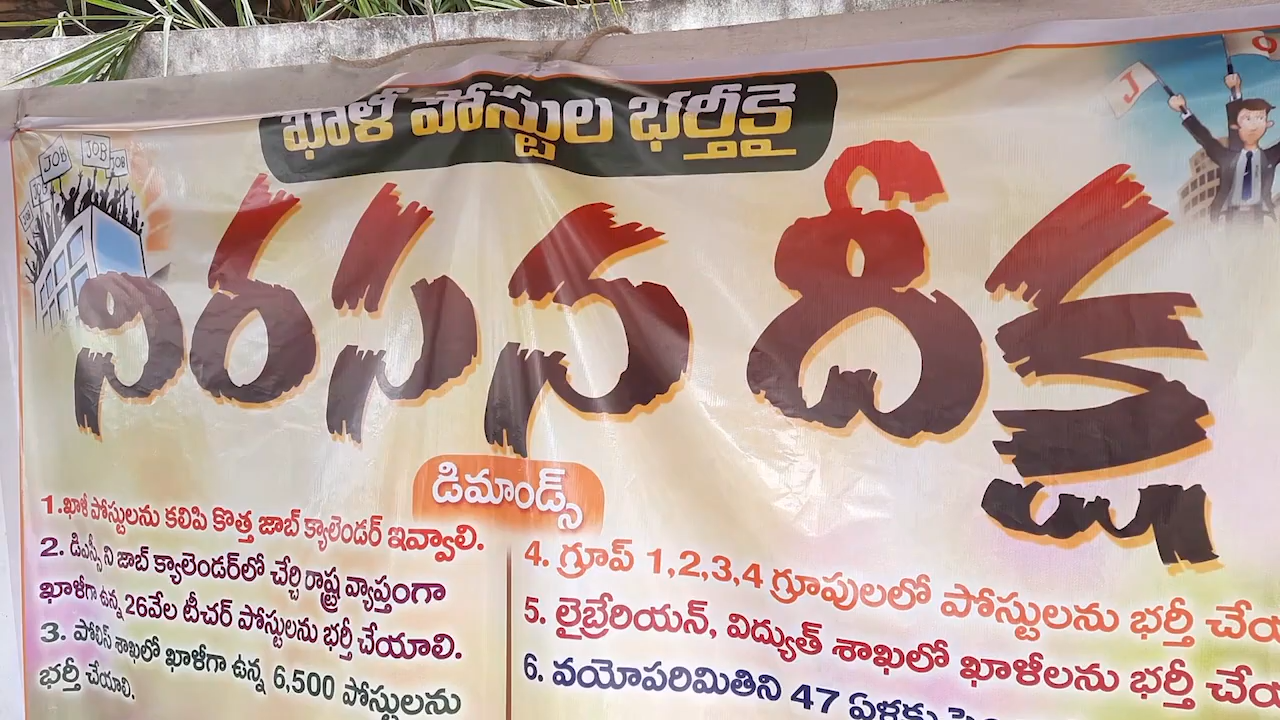 ఖాళీ పోస్టుల భర్తీకై
JOB JOB JOB
J O
నిరసన దీక్ష
డిమాండ్స్
1.ఖాళీ పోస్టులను కలిపి కొత్త జాబ్ క్యాలెండర్ ఇవ్వాలి.
2. డిఎస్సీ ని జాబ్ క్యాలెండర్‌లో చేర్చి రాష్ట్ర వ్యాప్తంగా
ఖాళీగా ఉన్న 26వేల టీచర్ పోస్టులను భర్తీ చేయాలి.
3. పోలిస్ శాఖలో ఖాళీగా ఉన్న 6,500 పోస్టులను
భర్తీ చేయాలి.
4. గ్రూప్ 1,2,3,4 గ్రూపులలో పోస్టులను భర్తీ
5. లైబ్రేరియన్, విద్యుత్ శాఖలో ఖాళీలను భర్తీ
6. వయోపరిమితిని 47 ఏళ్లకు